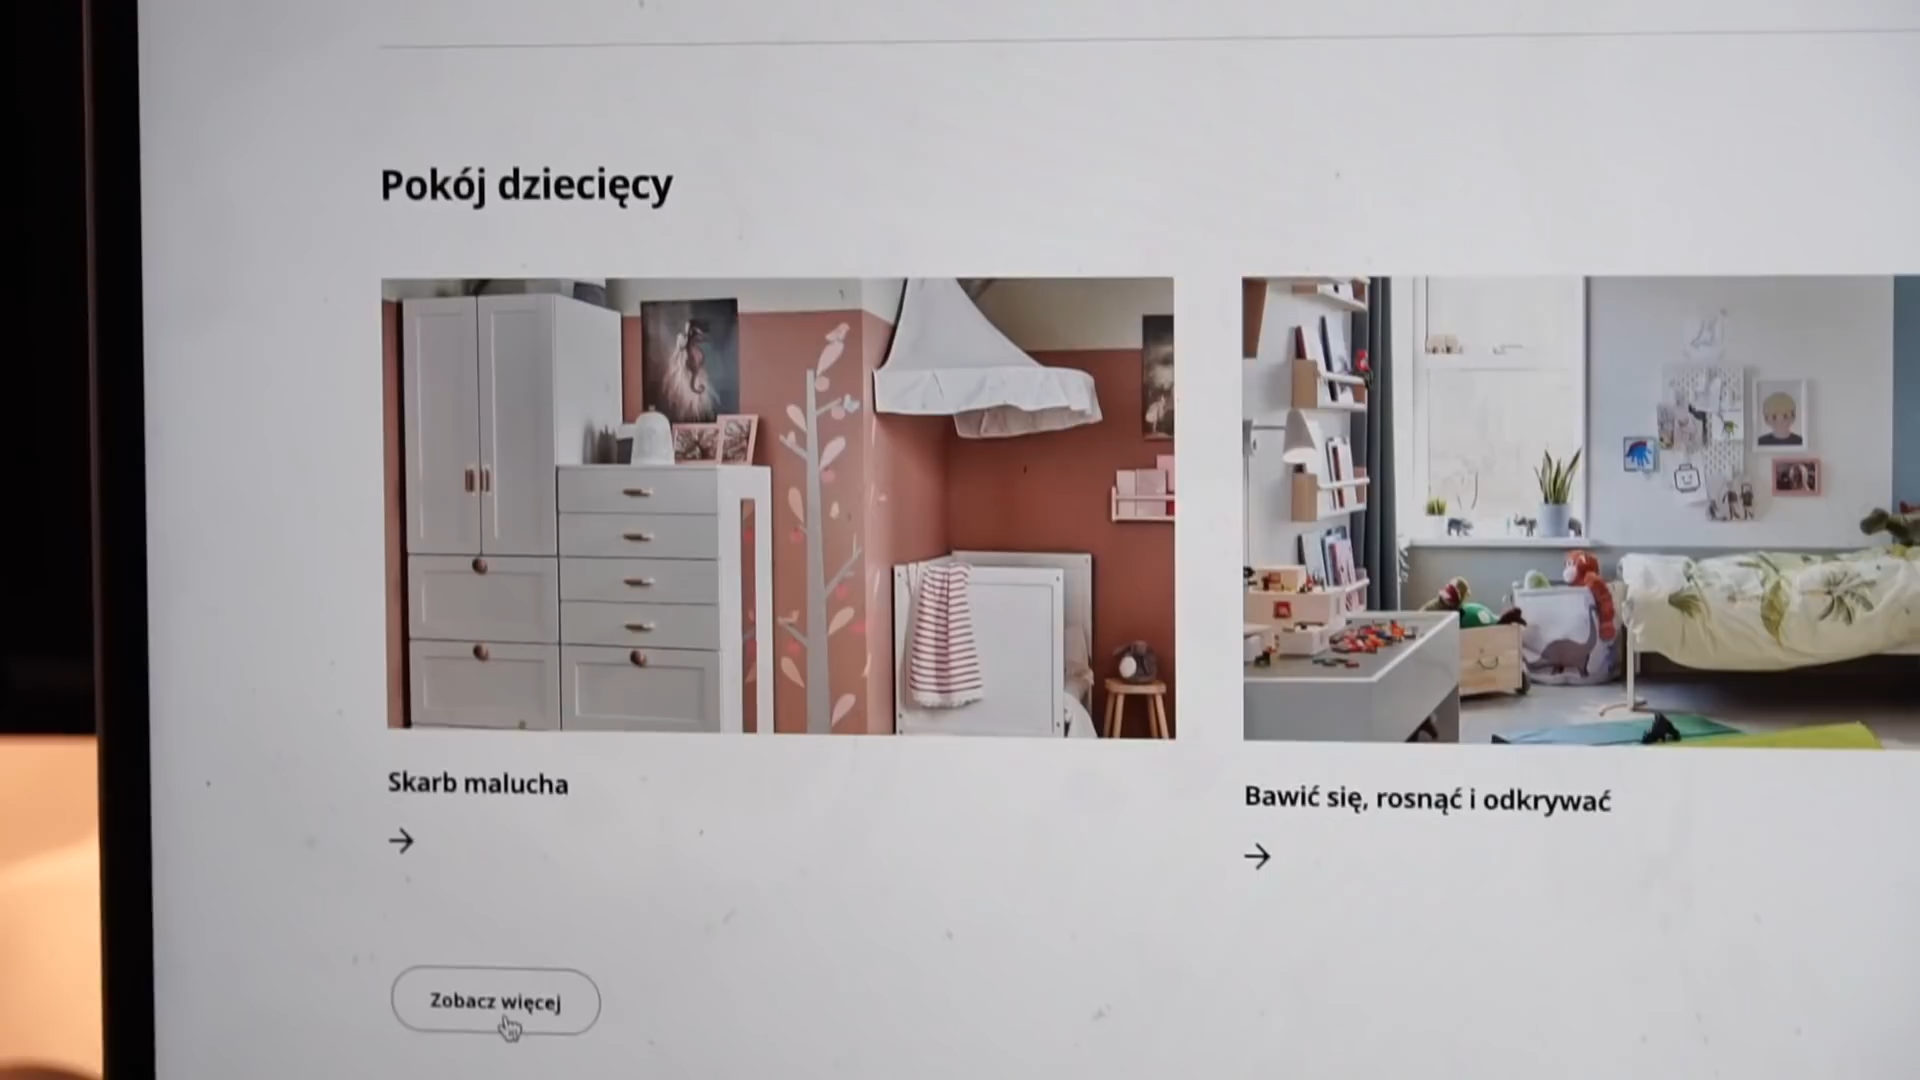 Pokój dziecięcy
Skarb malucha
Bawić się, rosnąć i odkrywać
Zobacz więcej